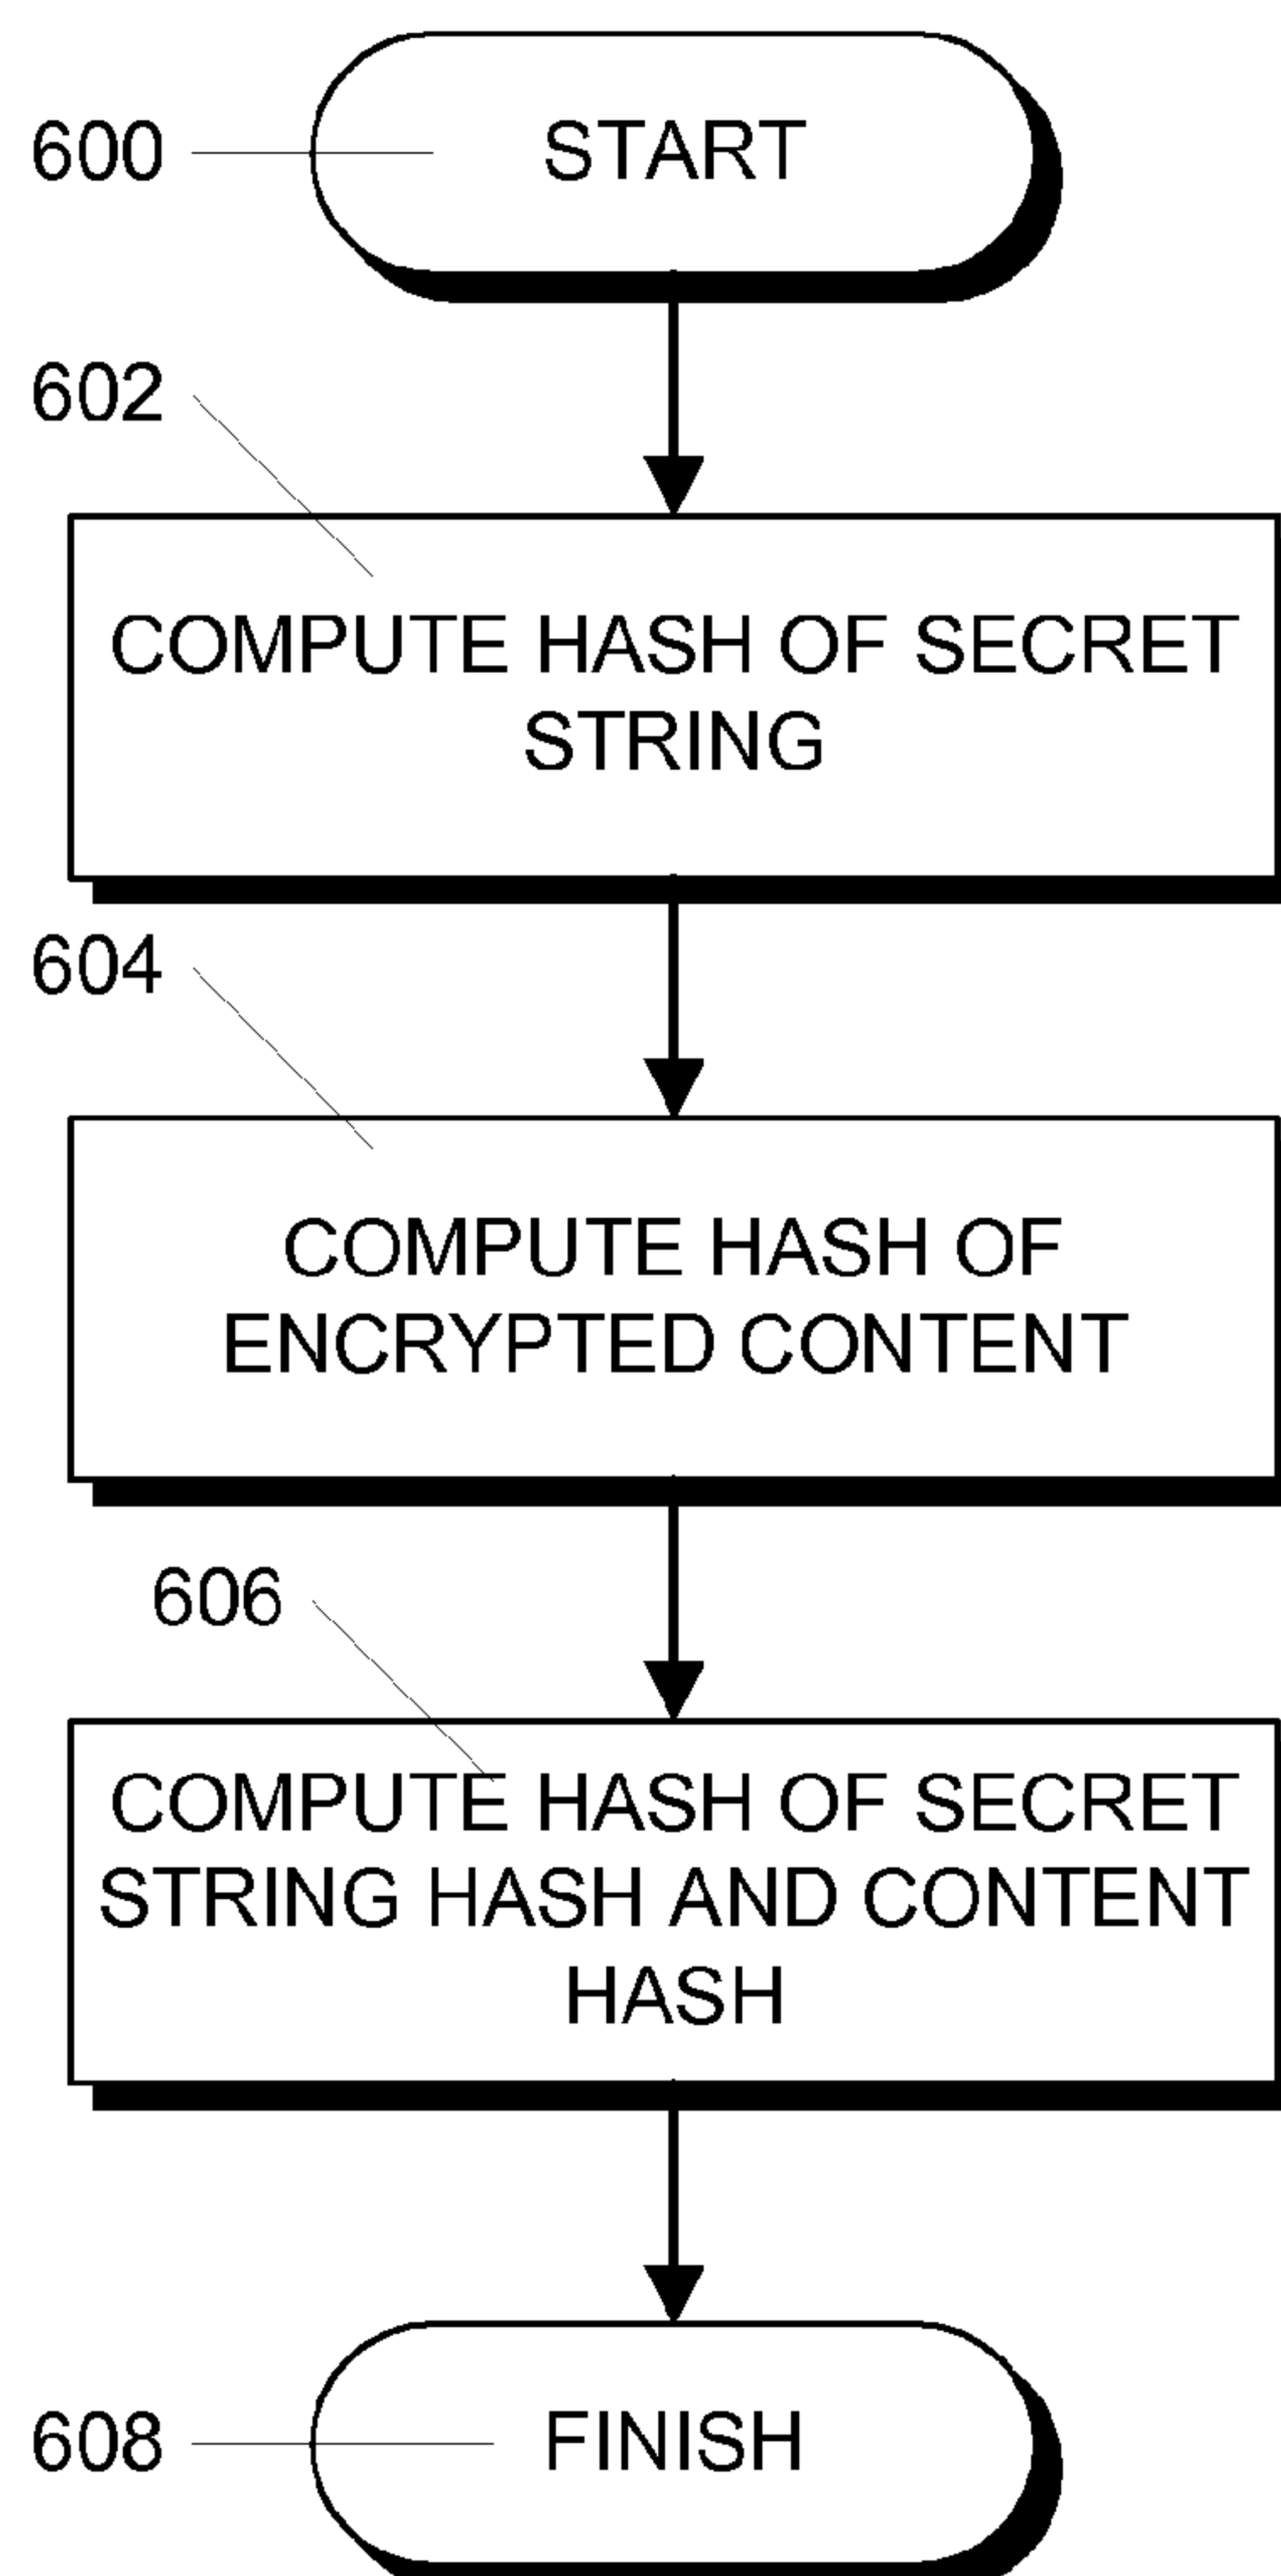 600
START
602
COMPUTE HASH OF SECRET
STRING
604
COMPUTE HASH OF
ENCRYPTED CONTENT
606
COMPUTE HASH OF SECRET
STRING HASH AND CONTENT
HASH
608
FINISH